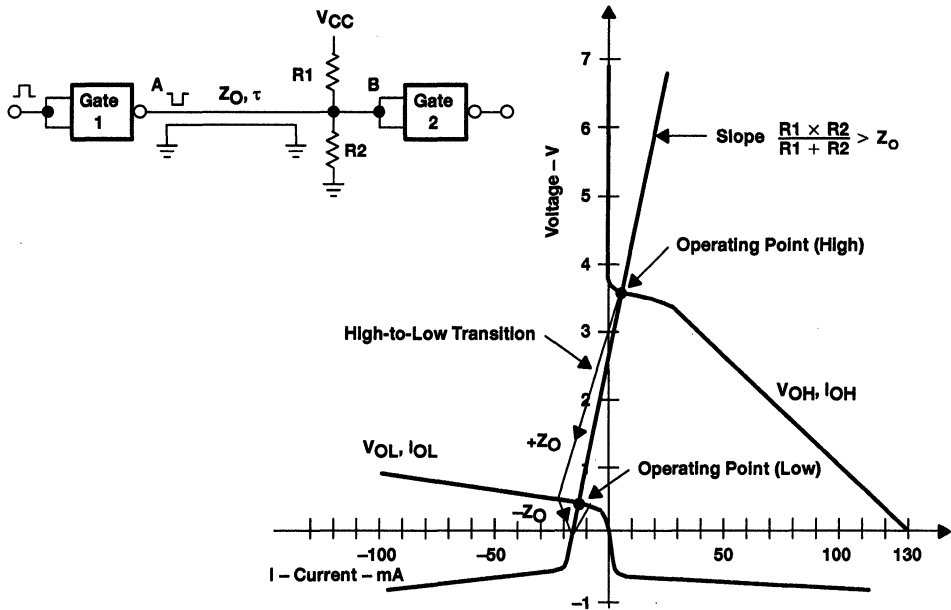 VCC
R1
A
B
ZO, τ
Gate
1
Gate
2
R2
Voltage – V
7
6
5
4
3
2
1
–1
Slope R1 × R2 / R1 + R2 > ZO
Operating Point (High)
High-to-Low Transition
VOH, IOH
+ZO
VOL, IOL
Operating Point (Low)
–ZO
–100
–50
50
100
130
I – Current – mA